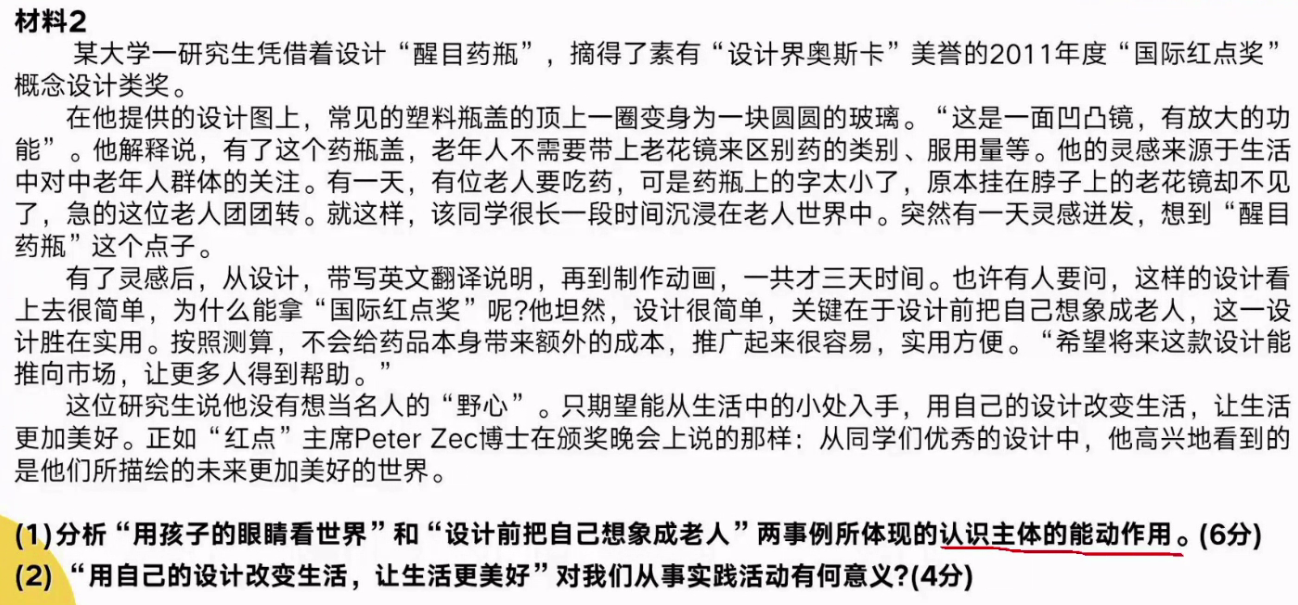 材料2
某大学一研究生凭借着设计“醒目药瓶”，摘得了素有“设计界奥斯卡”美誉的2011年度“国际红点奖”
概念设计类奖。
在他提供的设计图上，常见的塑料瓶盖的顶上一圈变身为一块圆圆的玻璃。“这是一面凹凸镜，有放大的功
能”。他解释说，有了这个药瓶盖，老年人不需要带上老花镜来区别药的类别、服用量等。他的灵感来源于生活
中对中老年人群体的关注。有一天，有位老人要吃药，可是药瓶上的字太小了，原本挂在脖子上的老花镜却不见
了，急的这位老人团团转。就这样，该同学很长一段时间沉浸在老人世界中。突然有一天灵感迸发，想到“醒目
药瓶”这个点子。
有了灵感后，从设计，带写英文翻译说明，再到制作动画，一共才三天时间。也许有人要问，这样的设计看
上去很简单，为什么能拿“国际红点奖”呢?他坦然，设计很简单，关键在于设计前把自己想象成老人，这一设
计胜在实用。按照测算，不会给药品本身带来额外的成本，推广起来很容易，实用方便。“希望将来这款设计能
推向市场，让更多人得到帮助。”
这位研究生说他没有想当名人的“野心”。只期望能从生活中的小处入手，用自己的设计改变生活，让生活
更加美好。正如“红点”主席Peter Zec博士在颁奖晚会上说的那样：从同学们优秀的设计中，他高兴地看到的
是他们所描绘的未来更加美好的世界。
(1)分析“用孩子的眼睛看世界”和“设计前把自己想象成老人”两事例所体现的认识主体的能动作用。(6分)
(2) “用自己的设计改变生活，让生活更美好”对我们从事实践活动有何意义?(4分)